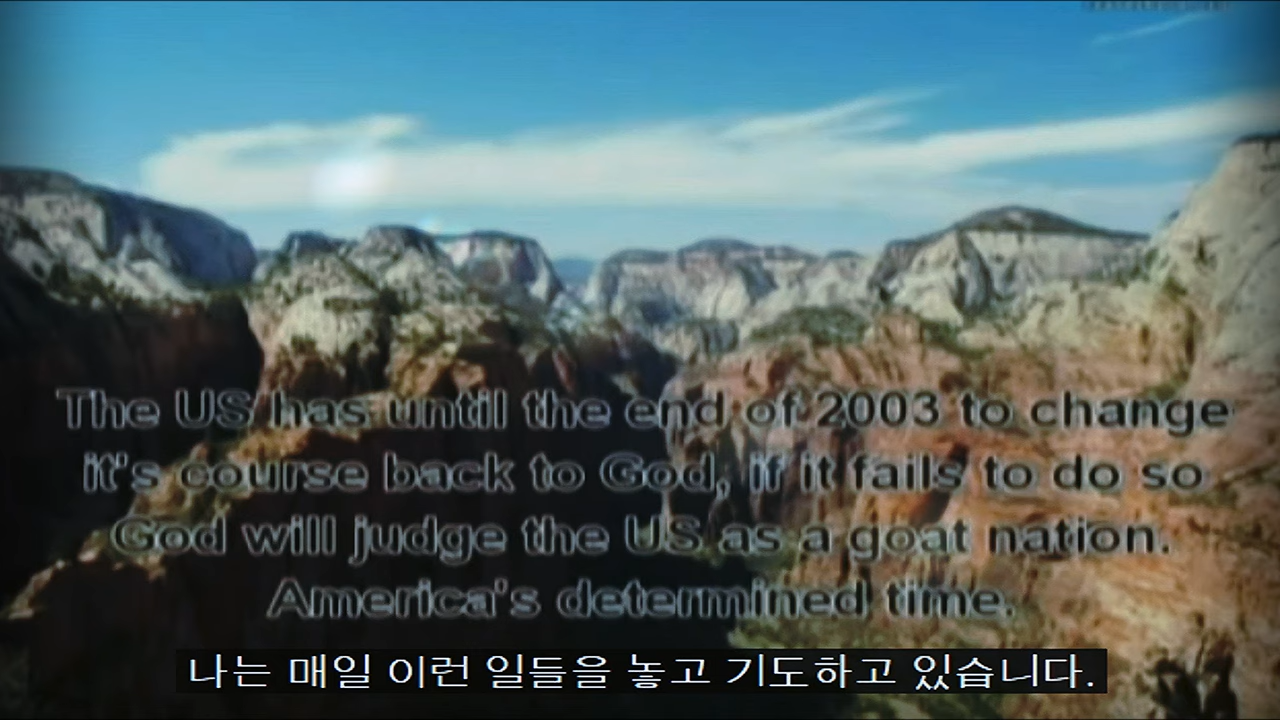 The US has until the end of 2003 to change
it's course back to God, if it fails to do so
God will judge the US as a goat nation.
America's determined time.
나는 매일 이런 일들을 놓고 기도하고 있습니다.